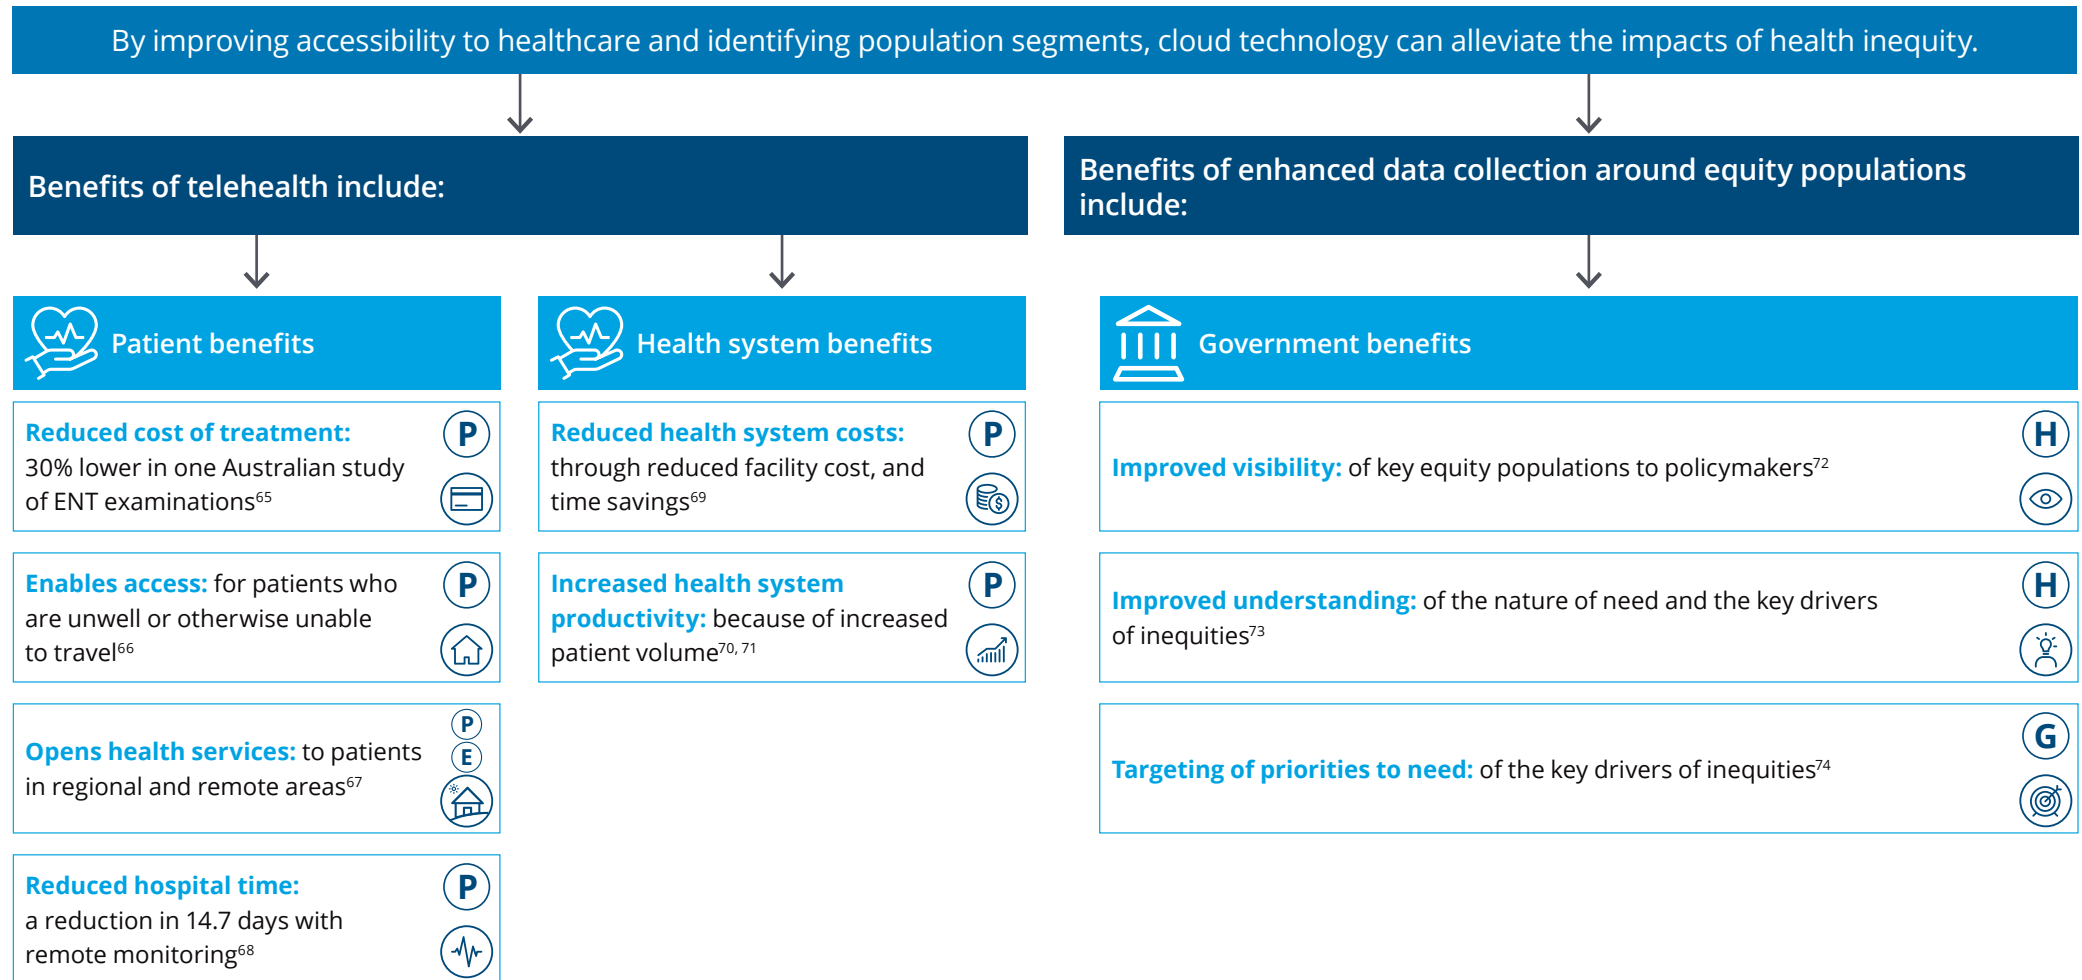 By improving accessibility to healthcare and identifying population segments, cloud technology can alleviate the impacts of health inequity.
Benefits of telehealth include:
Benefits of enhanced data collection around equity populations
include:
Patient benefits
Reduced cost of treatment:
30% lower in one Australian study
of ENT examinations65
P
Enables access: for patients who
are unwell or otherwise unable
to travel66
P
Opens health services: to patients
in regional and remote areas67
P
E
Reduced hospital time:
a reduction in 14.7 days with
remote monitoring68
P
Health system benefits
Reduced health system costs:
through reduced facility cost, and
time savings69
P
$
Increased health system
productivity: because of increased
patient volume70, 71
P
Government benefits
Improved visibility: of key equity populations to policymakers72
H
Improved understanding: of the nature of need and the key drivers
of inequities73
H
Targeting of priorities to need: of the key drivers of inequities74
G